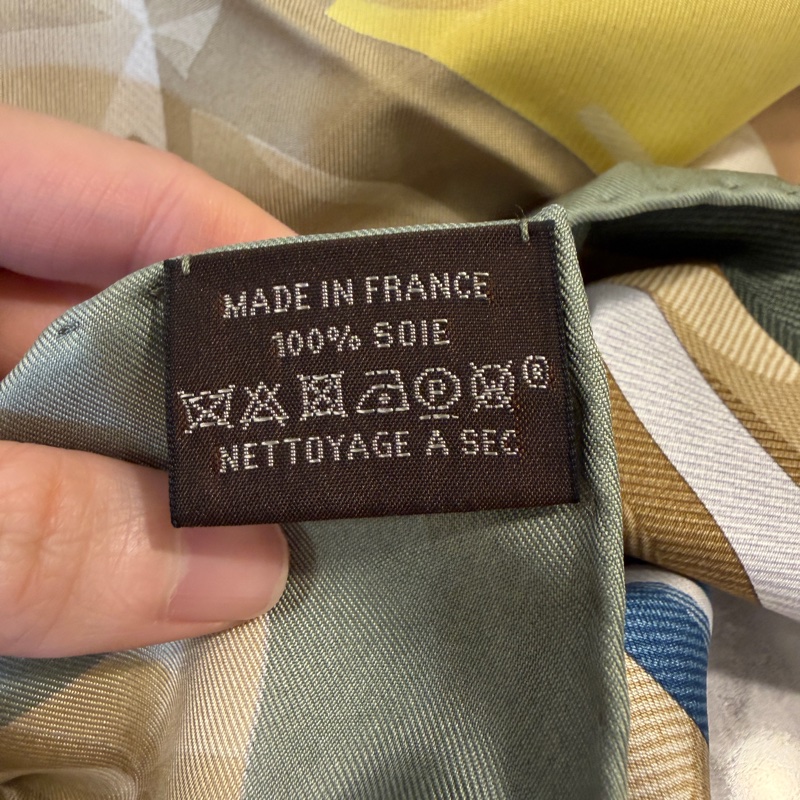 MADE IN FRANCE
100% SOIE
P W ®
NETTOYAGE A SEC